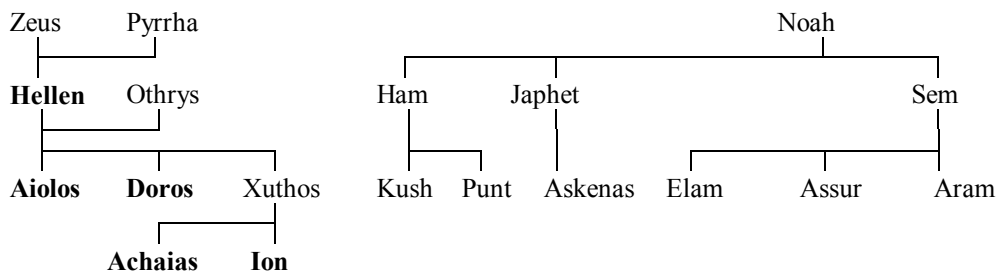 Zeus Pyrrha Noah
Hellen Othrys Ham Japhet Sem
Aiolos Doros Xuthos Kush Punt Askenas Elam Assur Aram
Achaias Ion